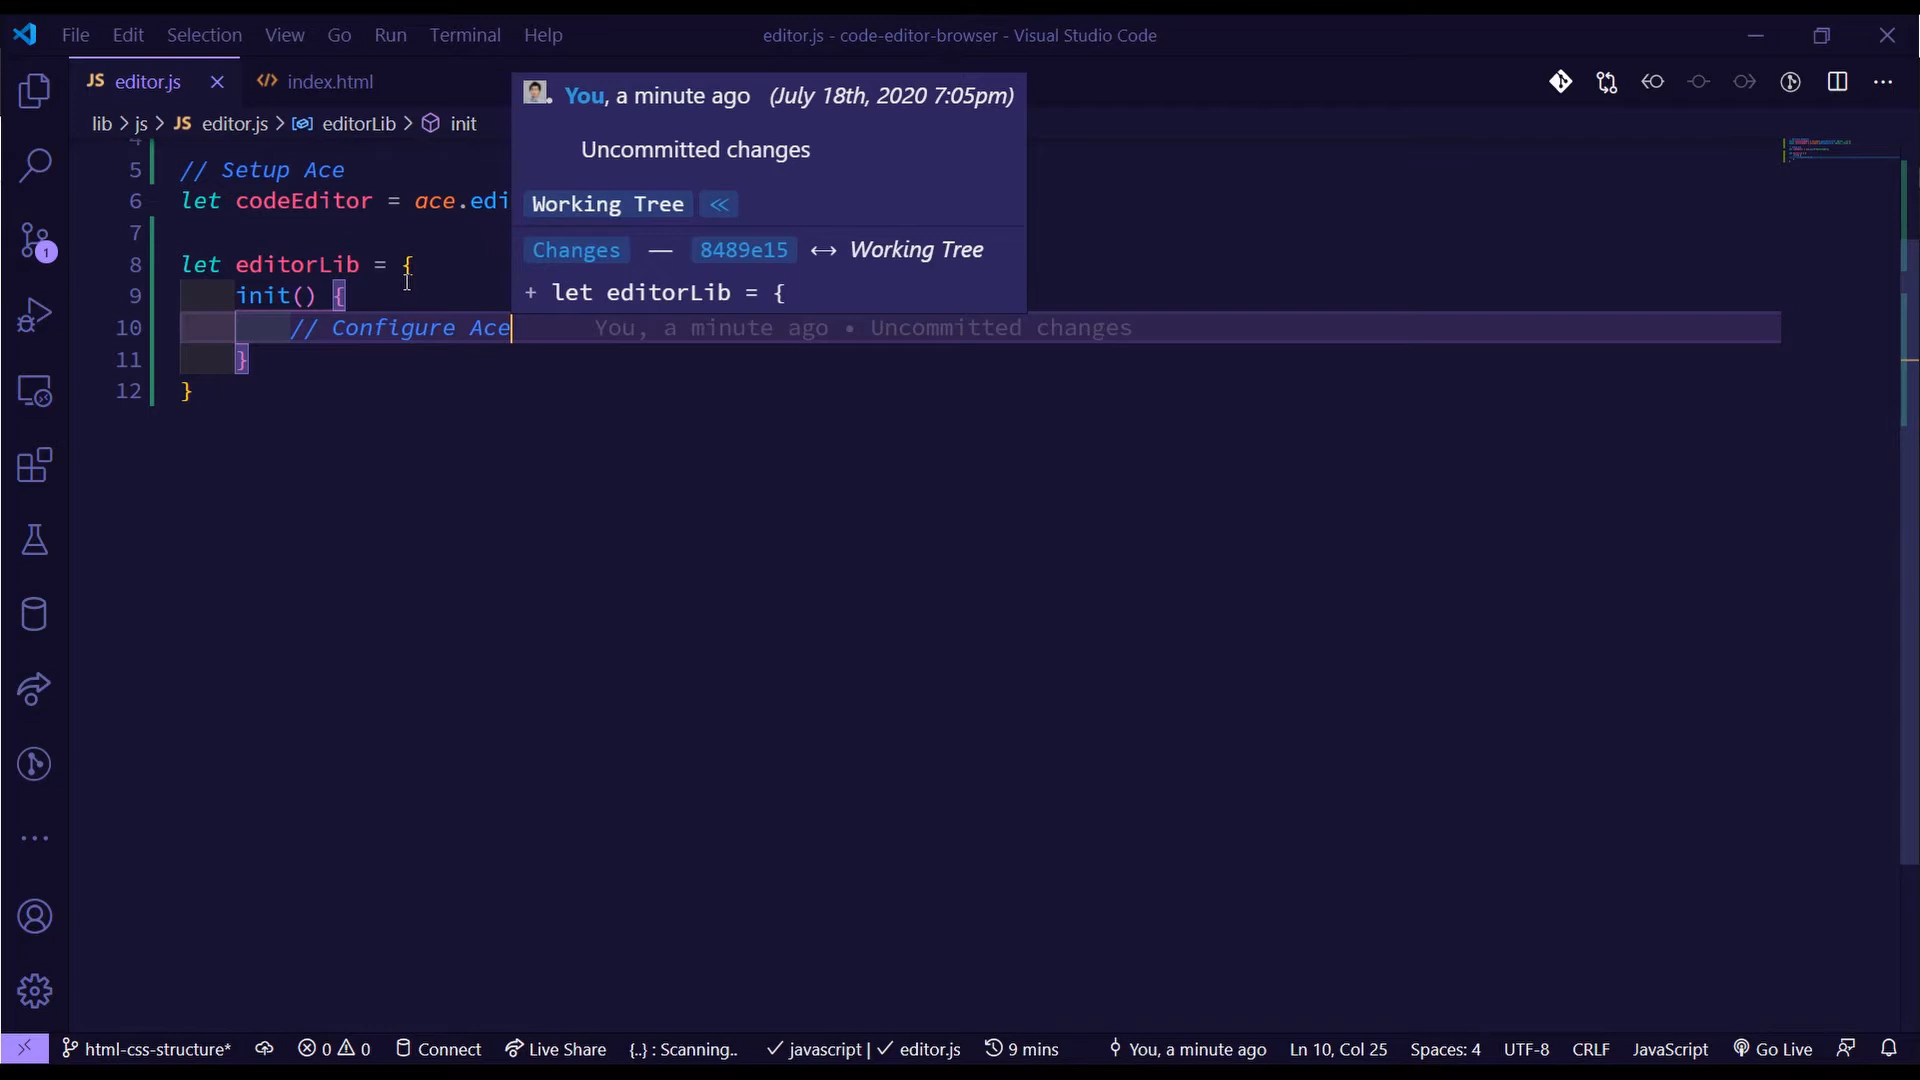 File Edit Selection View Go Run Terminal Help editor.js - code-editor-browser - Visual Studio Code
JS editor.js index.html
lib > js > JS editor.js > editorLib > init
You, a minute ago (July 18th, 2020 7:05pm)
Uncommitted changes
Working Tree
Changes — 8489e15 ↔ Working Tree
+ let editorLib = {
5 // Setup Ace
6 let codeEditor = ace.edi
7
8 let editorLib = {
9 init() {
10 // Configure Ace You, a minute ago • Uncommitted changes
11 }
12 }
1
html-css-structure* 0 0 Connect Live Share {..} : Scanning.. javascript | editor.js 9 mins You, a minute ago Ln 10, Col 25 Spaces: 4 UTF-8 CRLF JavaScript Go Live